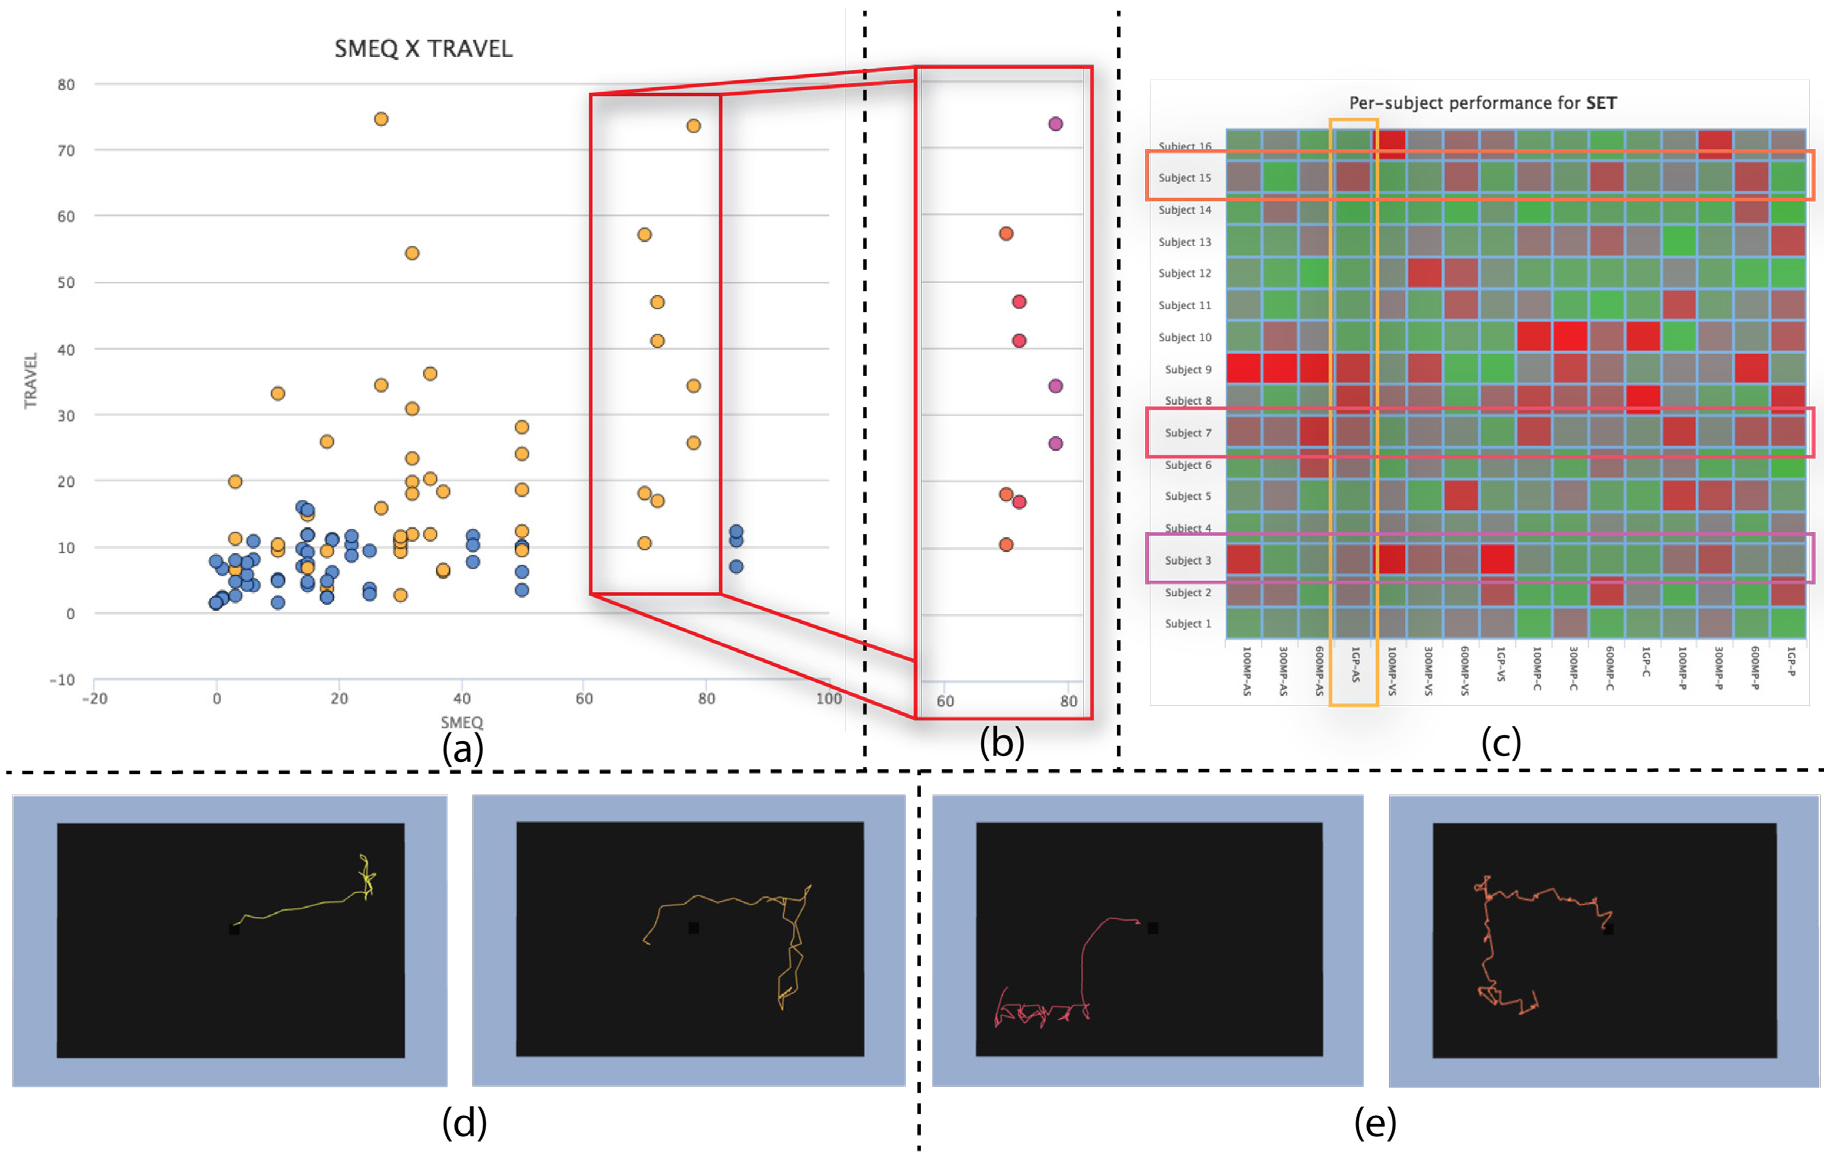 SMEQ X TRAVEL
80
70
60
50
40
30
20
10
0
-10
TRAVEL
-20
0
20
40
60
80
100
SMEQ
(a)
60
80
(b)
Per-subject performance for SET
Subject 16
Subject 15
Subject 14
Subject 13
Subject 12
Subject 11
Subject 10
Subject 9
Subject 8
Subject 7
Subject 6
Subject 5
Subject 4
Subject 3
Subject 2
Subject 1
100MP-AS
300MP-AS
600MP-AS
1GP-AS
100MP-VS
300MP-VS
600MP-VS
1GP-VS
100MP-C
300MP-C
600MP-C
1GP-C
100MP-P
300MP-P
600MP-P
1GP-P
(c)
(d)
(e)